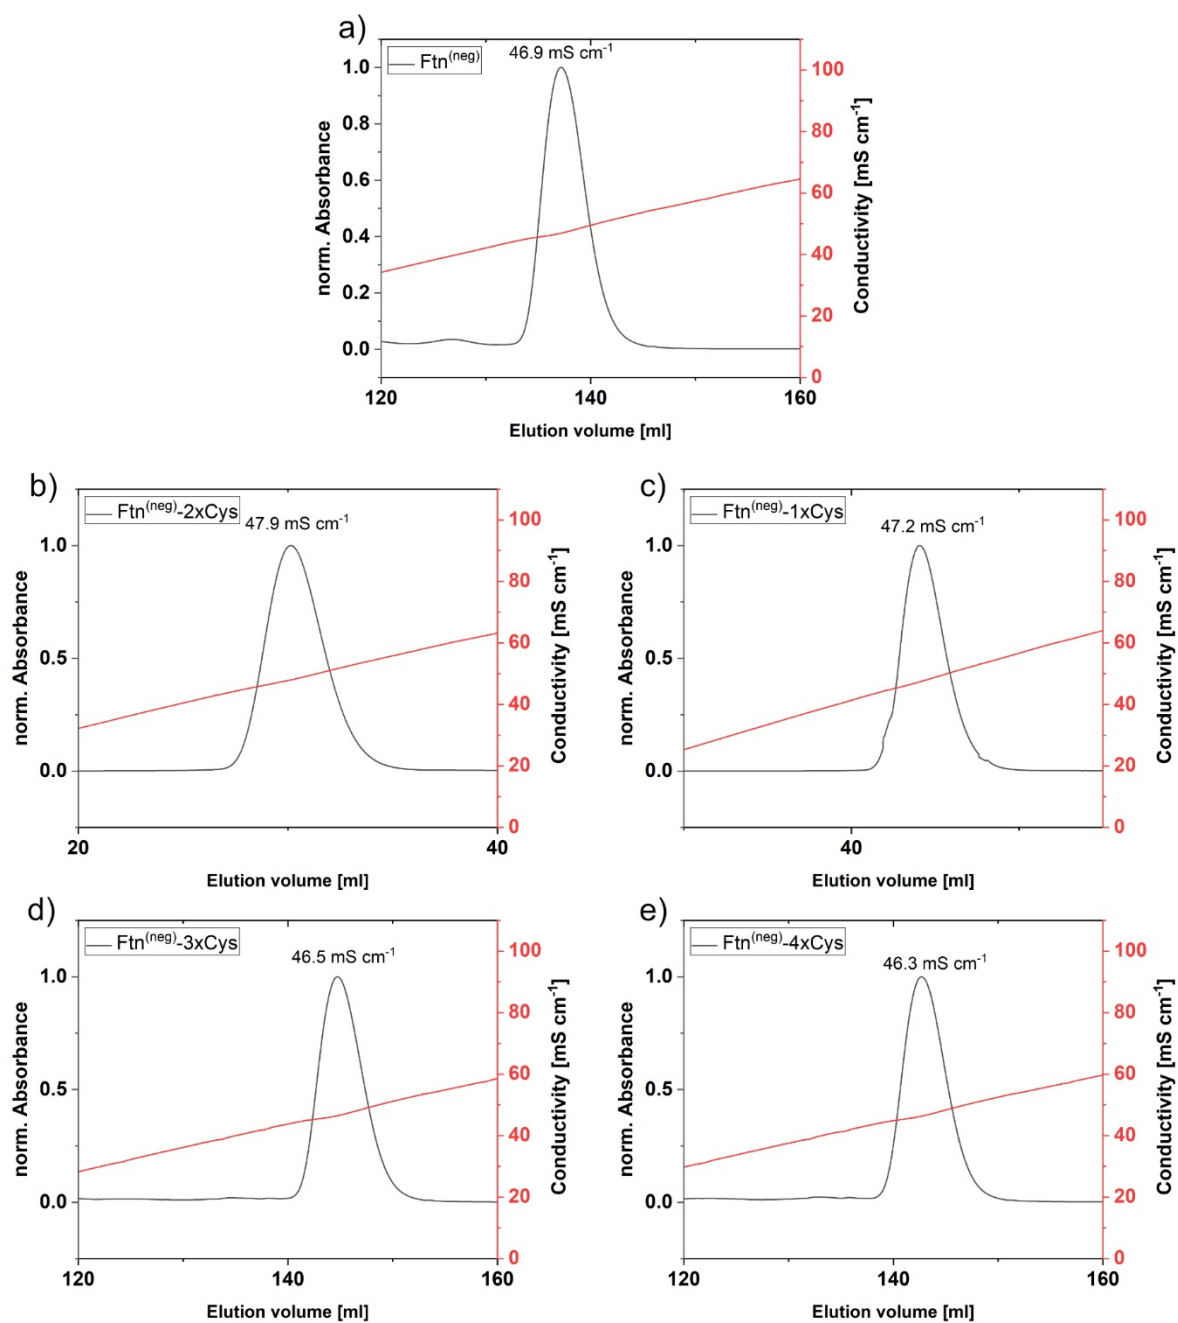 a)
Ftn(neg)
46.9 mS cm-1
1.0
0.8
0.6
0.4
0.2
0.0
norm. Absorbance
100
80
60
40
20
0
Conductivity [mS cm-1]
120
140
160
Elution volume [ml]
b)
Ftn(neg)-2xCys
47.9 mS cm-1
1.0
0.5
0.0
norm. Absorbance
100
80
60
40
20
0
Conductivity [mS cm-1]
20
40
Elution volume [ml]
c)
Ftn(neg)-1xCys
47.2 mS cm-1
1.0
0.5
0.0
norm. Absorbance
100
80
60
40
20
0
Conductivity [mS cm-1]
40
Elution volume [ml]
d)
Ftn(neg)-3xCys
46.5 mS cm-1
1.0
0.5
0.0
norm. Absorbance
100
80
60
40
20
0
Conductivity [mS cm-1]
120
140
160
Elution volume [ml]
e)
Ftn(neg)-4xCys
46.3 mS cm-1
1.0
0.5
0.0
norm. Absorbance
100
80
60
40
20
0
Conductivity [mS cm-1]
120
140
160
Elution volume [ml]